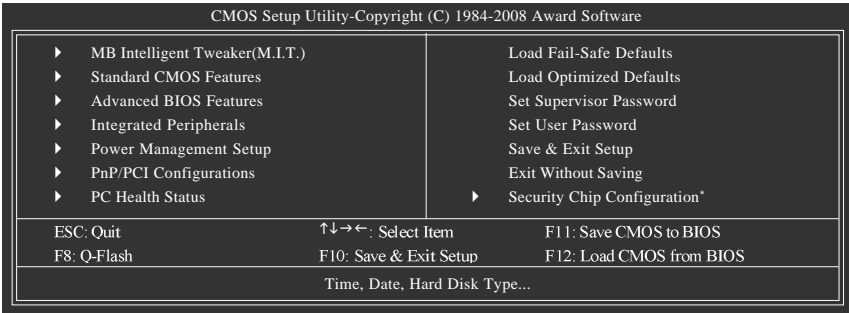 CMOS Setup Utility-Copyright (C) 1984-2008 Award Software
MB Intelligent Tweaker(M.I.T.)
Standard CMOS Features
Advanced BIOS Features
Integrated Peripherals
Power Management Setup
PnP/PCI Configurations
PC Health Status
Load Fail-Safe Defaults
Load Optimized Defaults
Set Supervisor Password
Set User Password
Save & Exit Setup
Exit Without Saving
Security Chip Configuration*
ESC: Quit ↑↓→←: Select Item F11: Save CMOS to BIOS
F8: Q-Flash F10: Save & Exit Setup F12: Load CMOS from BIOS
Time, Date, Hard Disk Type...